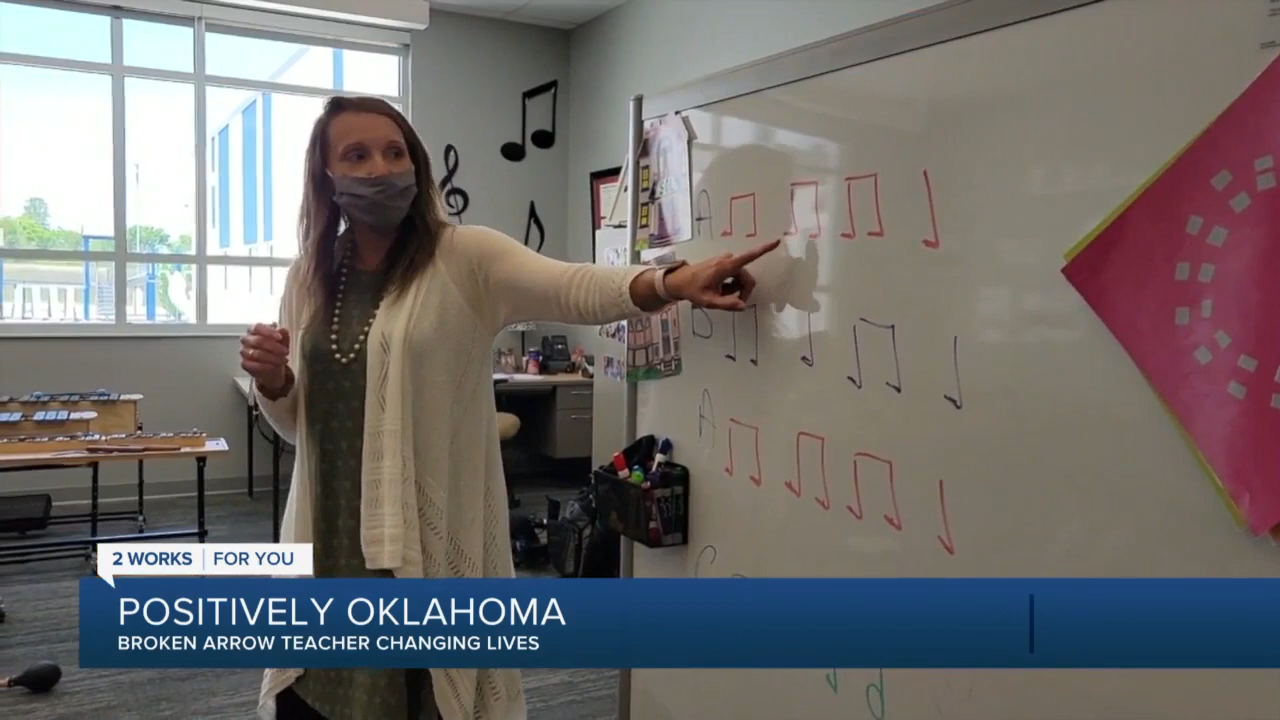 A
B
A
C
2 WORKS FOR YOU
POSITIVELY OKLAHOMA
BROKEN ARROW TEACHER CHANGING LIVES